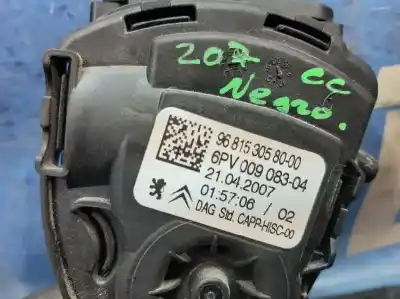 207 CC
Negro.
96 815 305 80-00
6PV 009 083-04
21.04.2007
01:57:06 / 02
DAG Std. CAPP-HISC-00